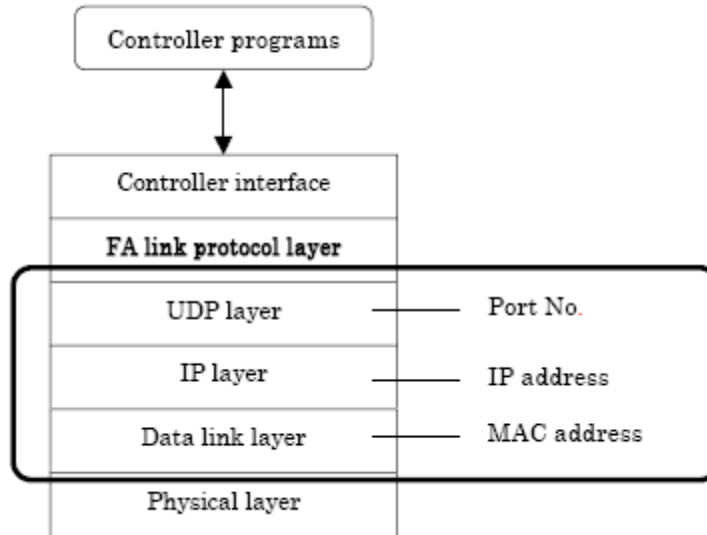 Controller programs
Controller interface
FA link protocol layer
UDP layer
Port No.
IP layer
IP address
Data link layer
MAC address
Physical layer